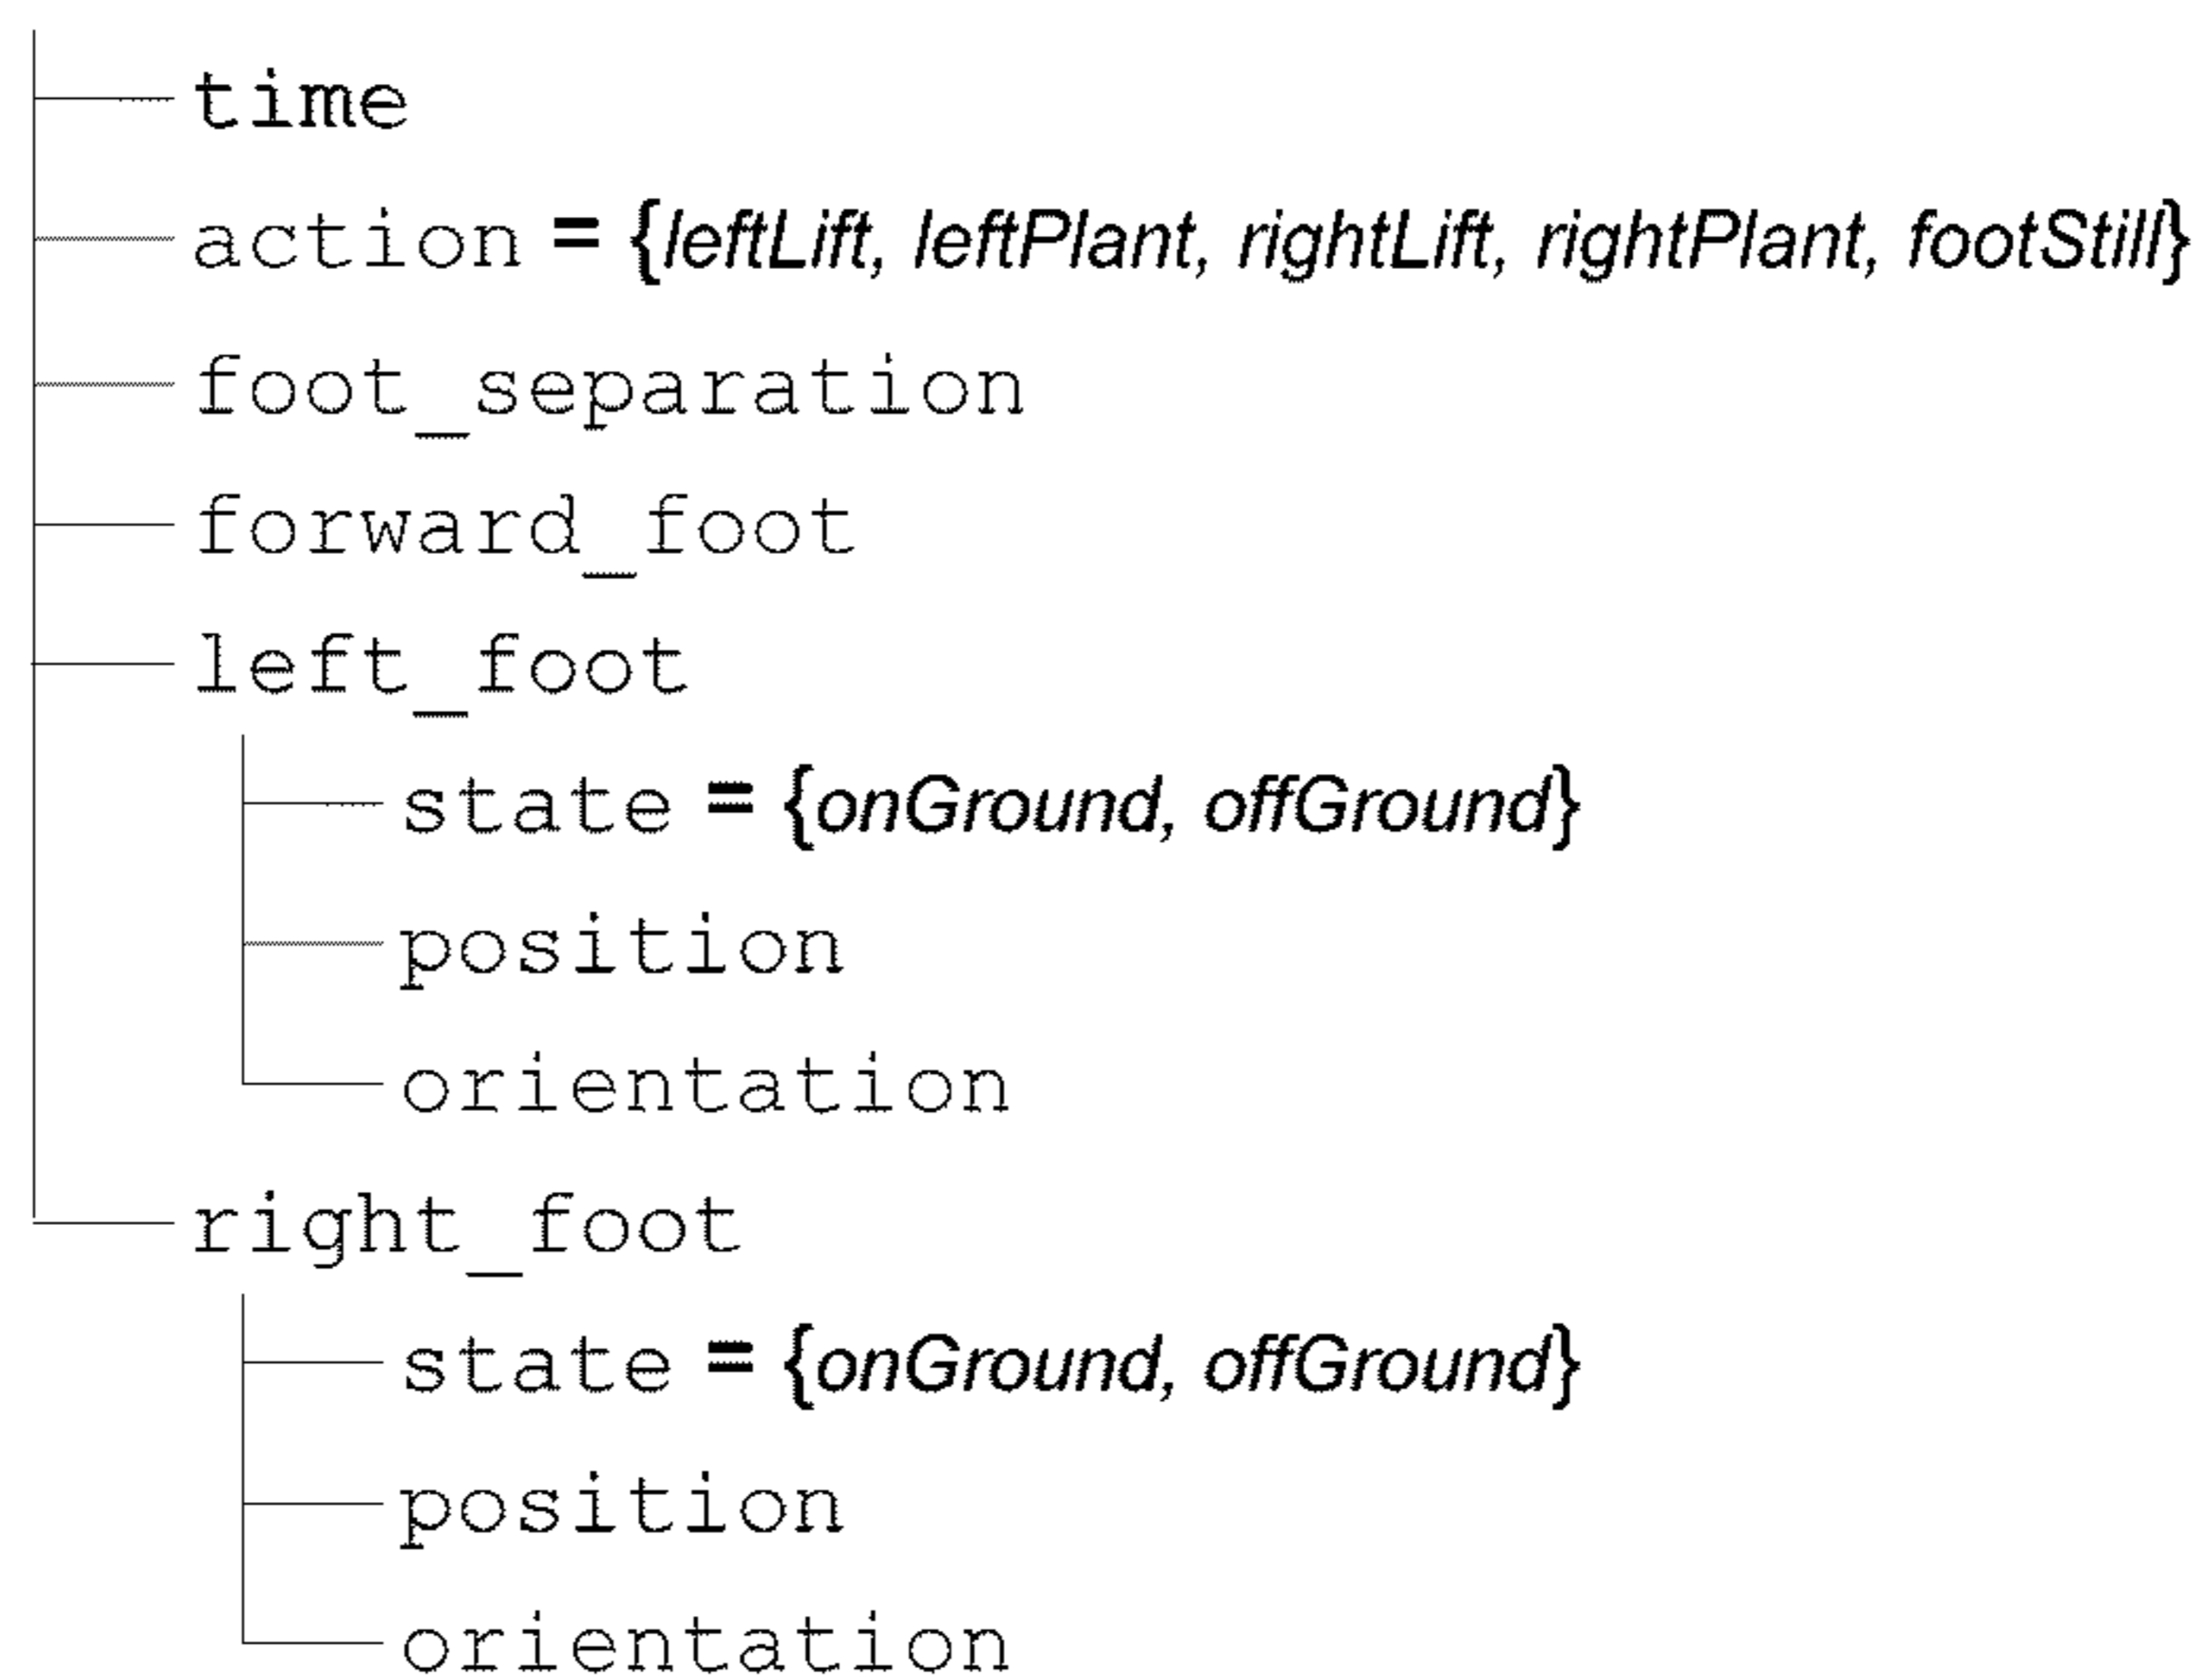 time
action = {leftLift, leftPlant, rightLift, rightPlant, footStill}
foot_separation
forward_foot
left_foot
state = {onGround, offGround}
position
orientation
right_foot
state = {onGround, offGround}
position
orientation